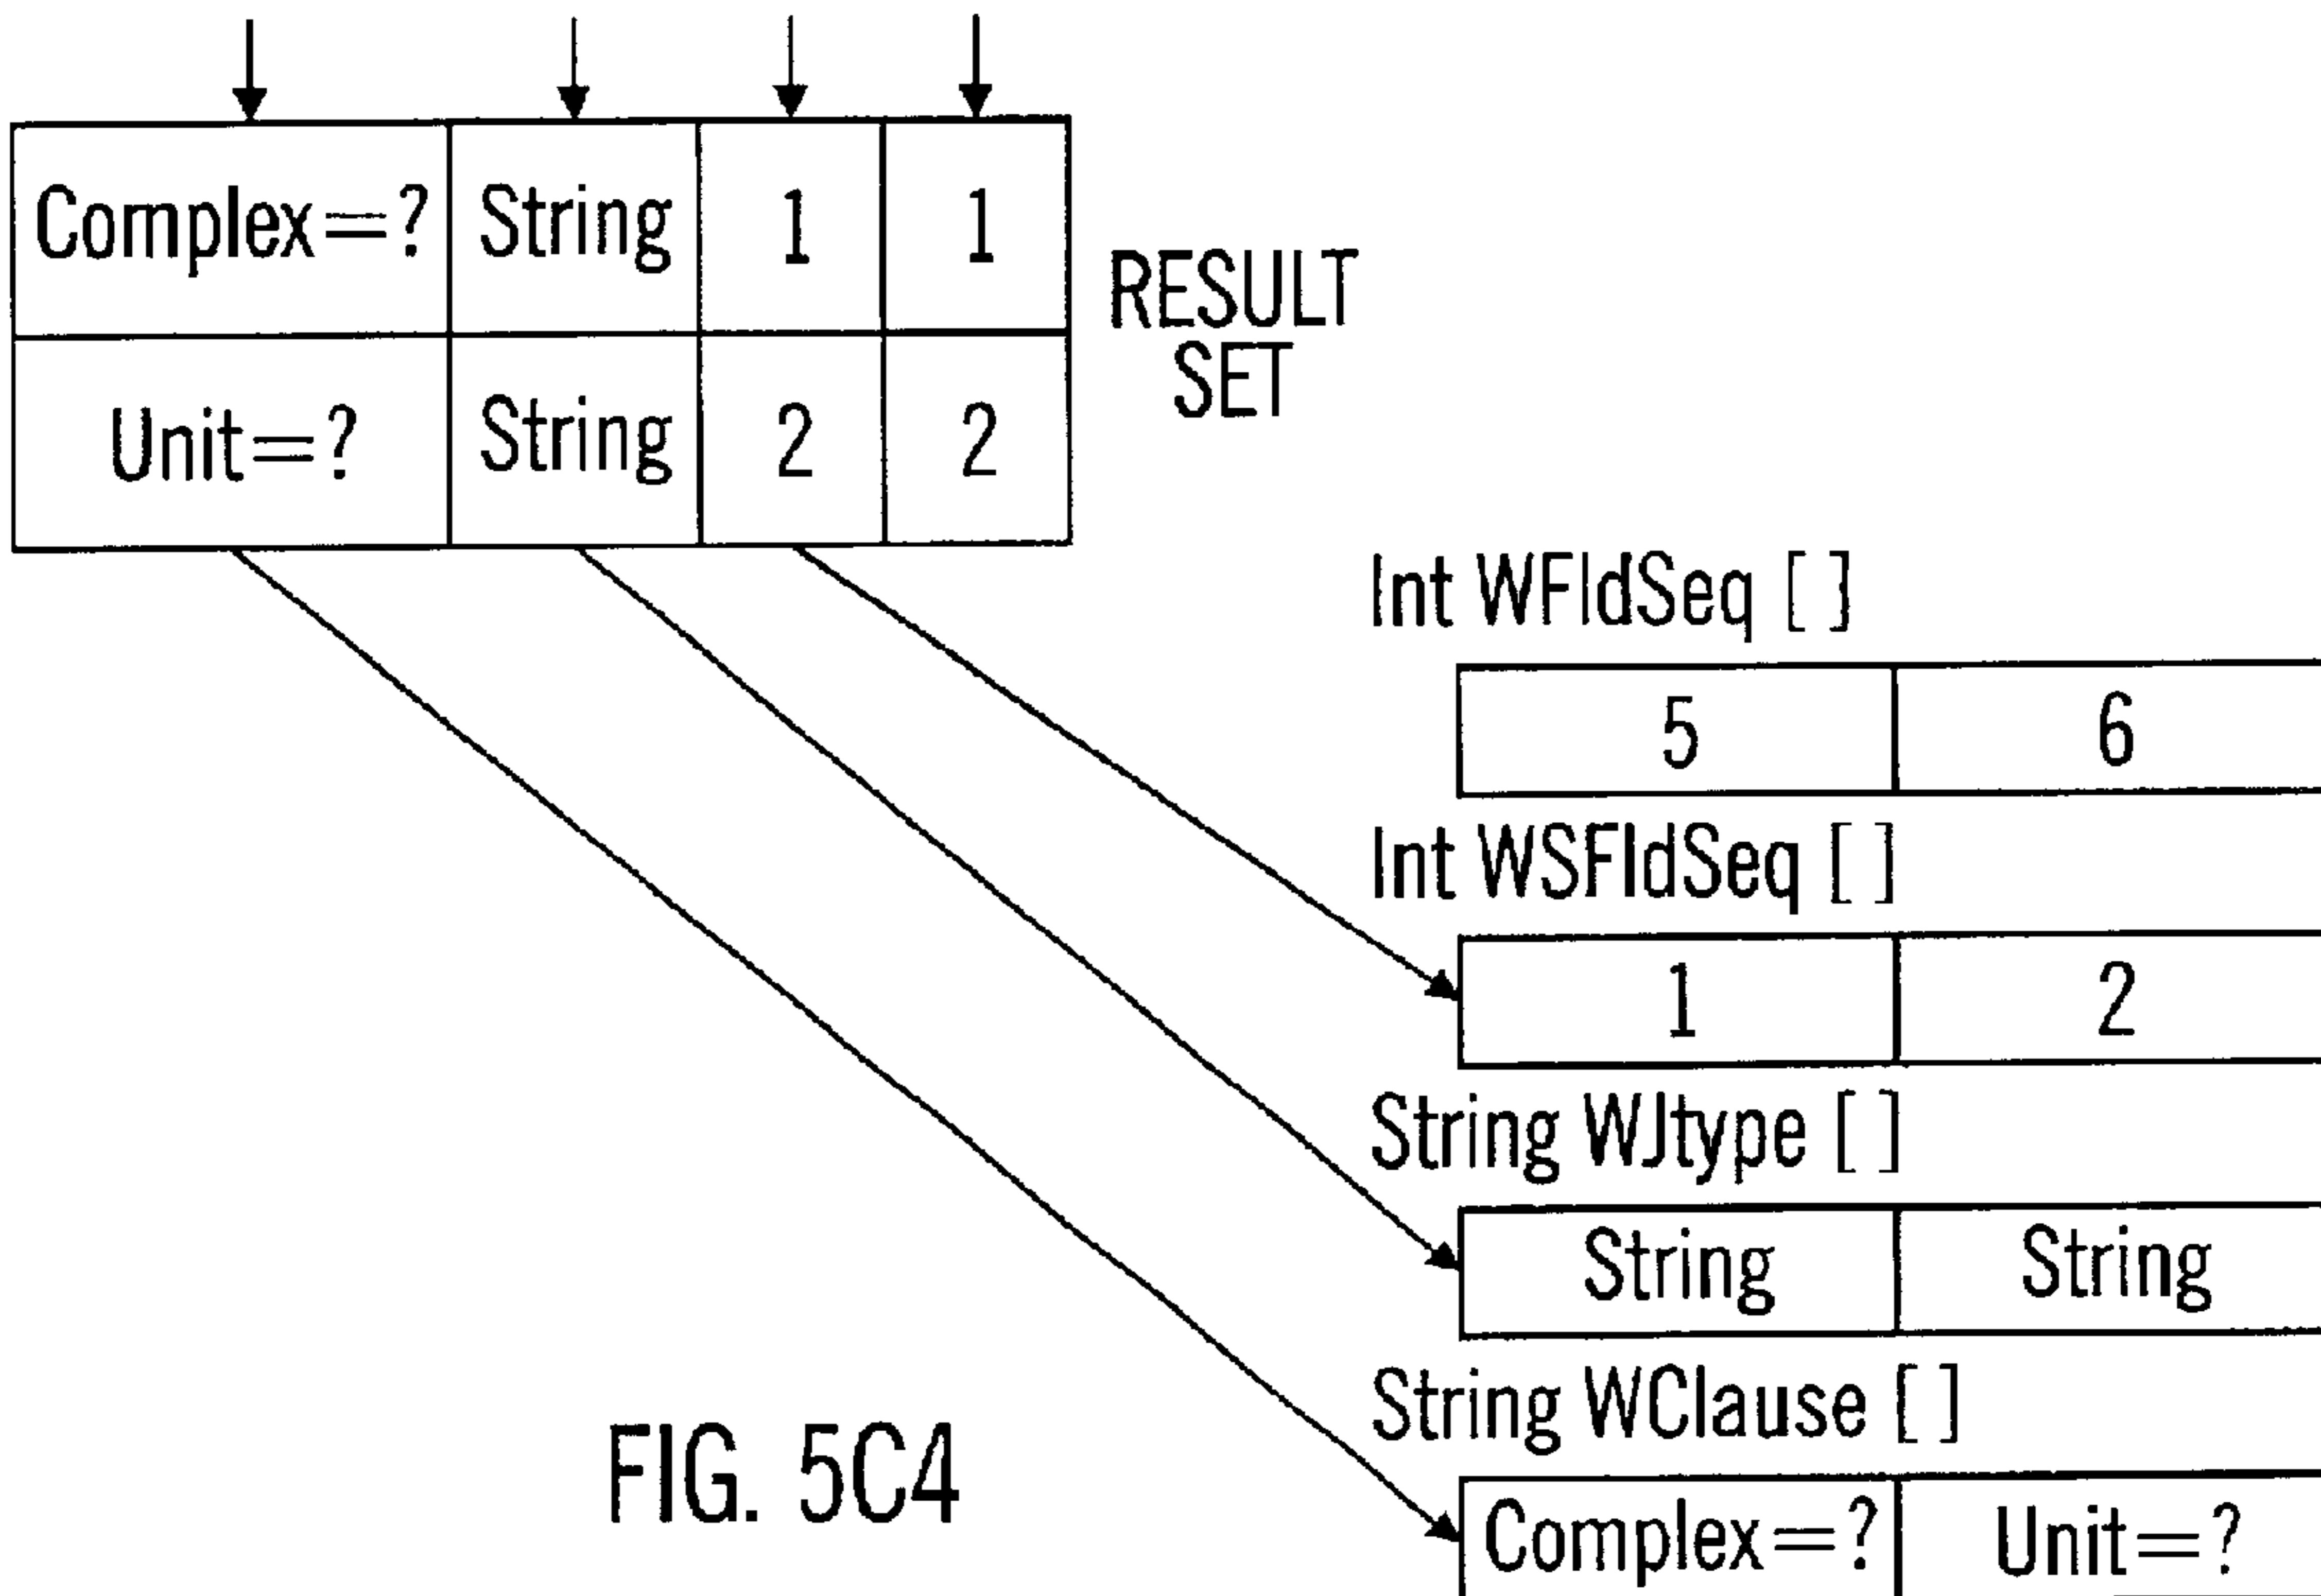 Complex=? String 1 1
Unit=? String 2 2
RESULT
SET
Int WFldSeq [ ]
5 6
Int WSFldSeq [ ]
1 2
String WJtype [ ]
String String
String WClause [ ]
Complex=? Unit=?
FIG. 5C4